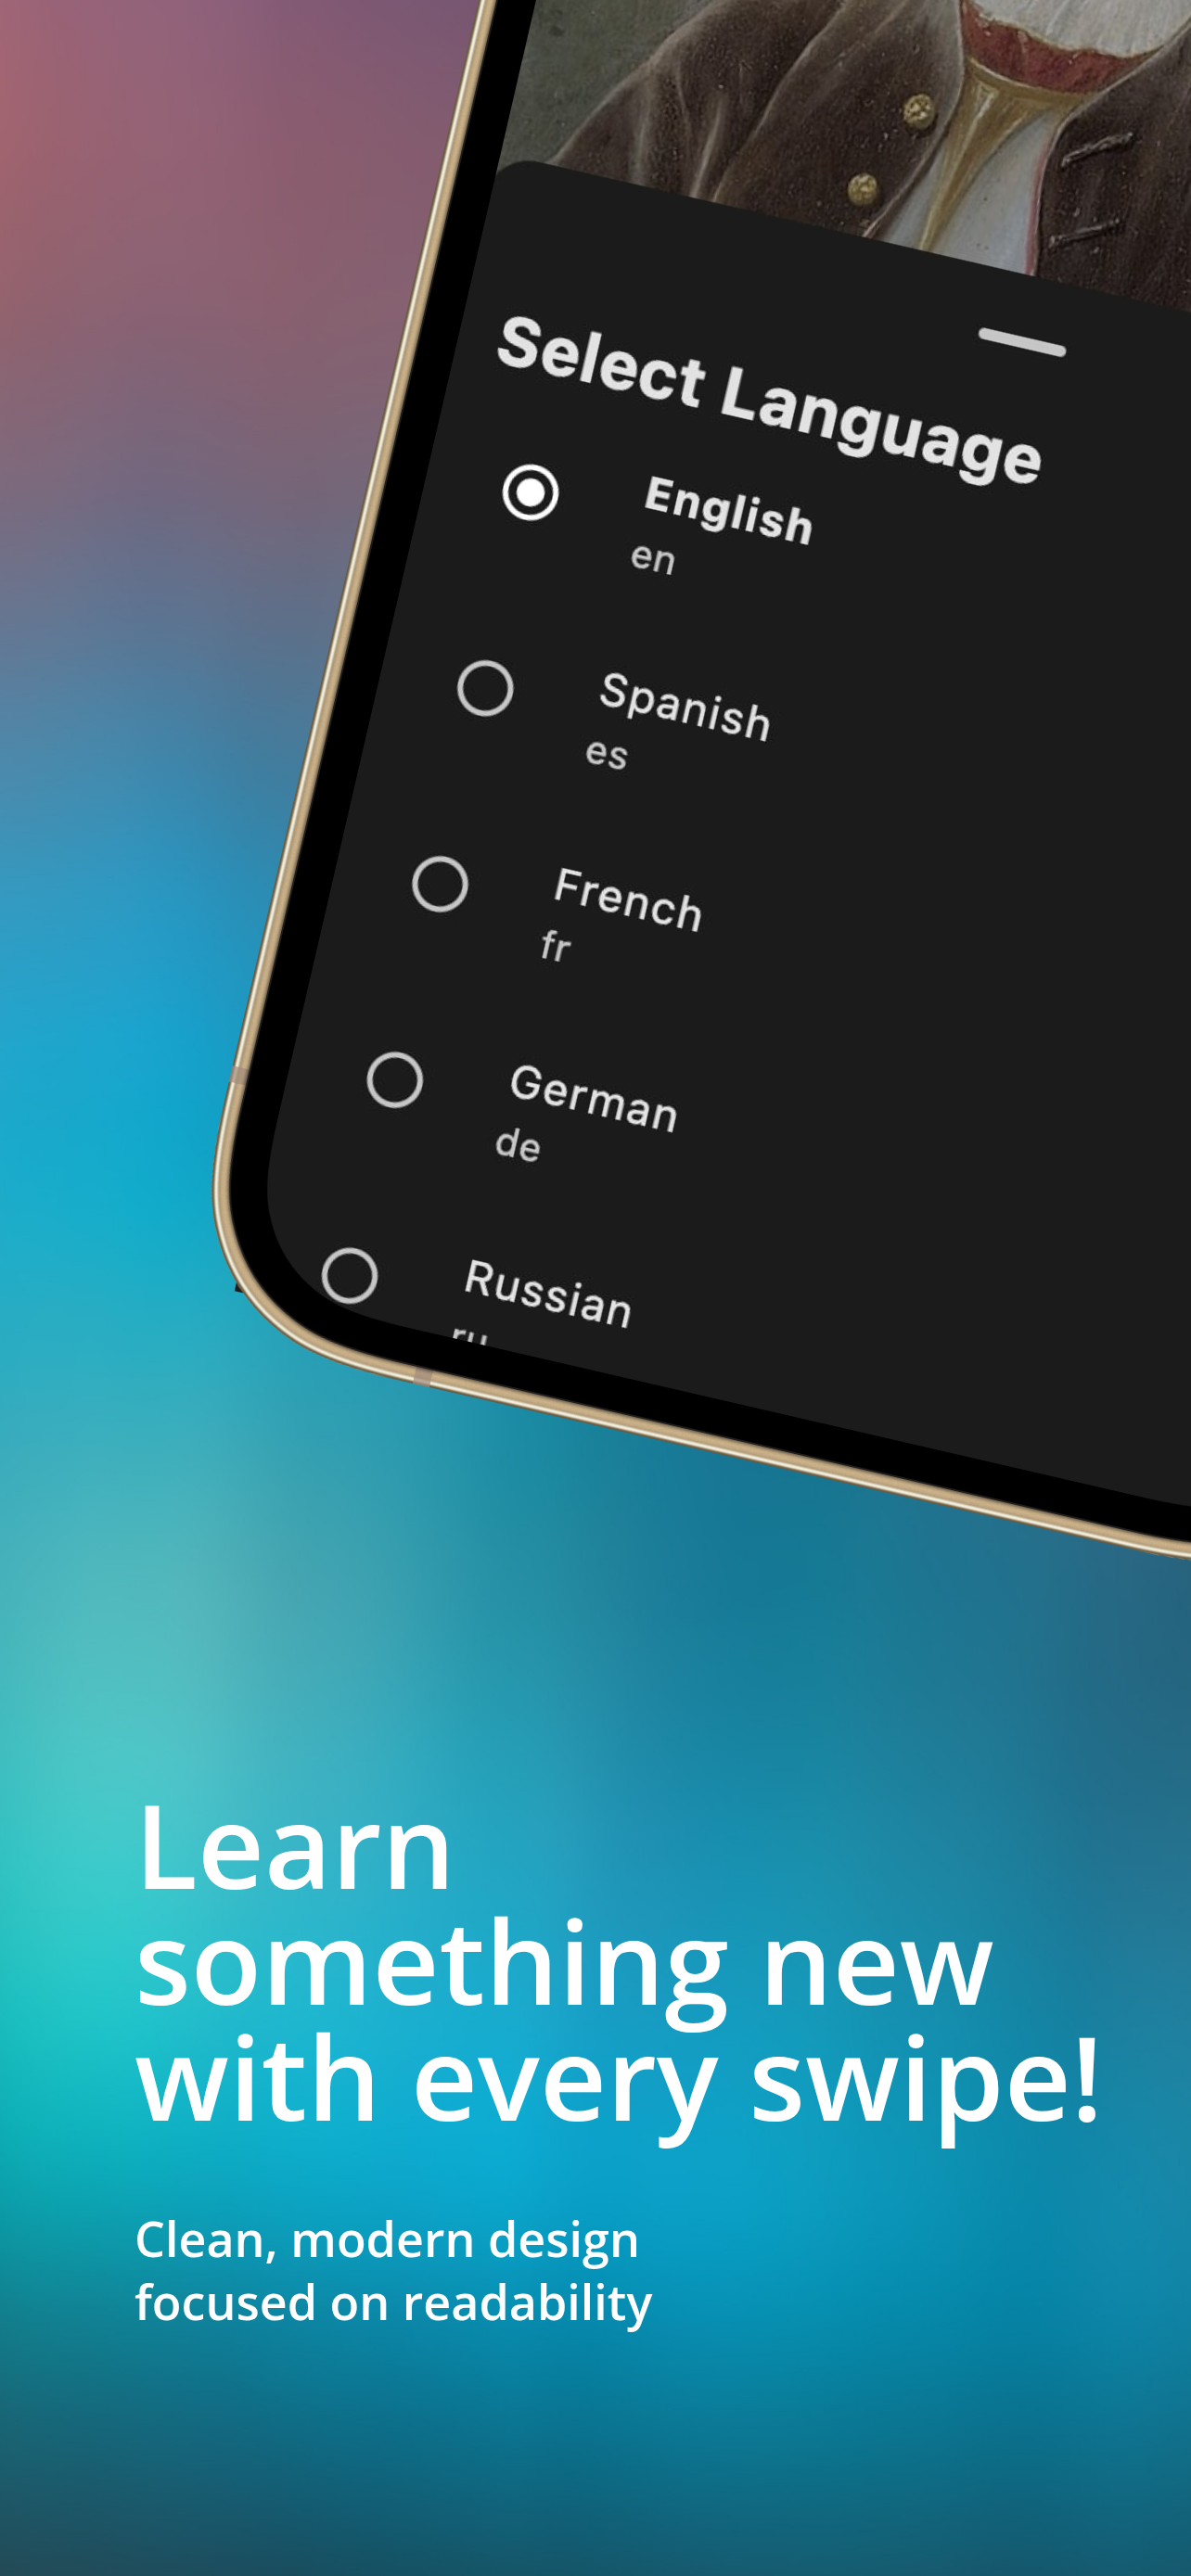 Select Language
English
en
Spanish
es
French
fr
German
de
Russian
ru
Learn
something new
with every swipe!
Clean, modern design
focused on readability